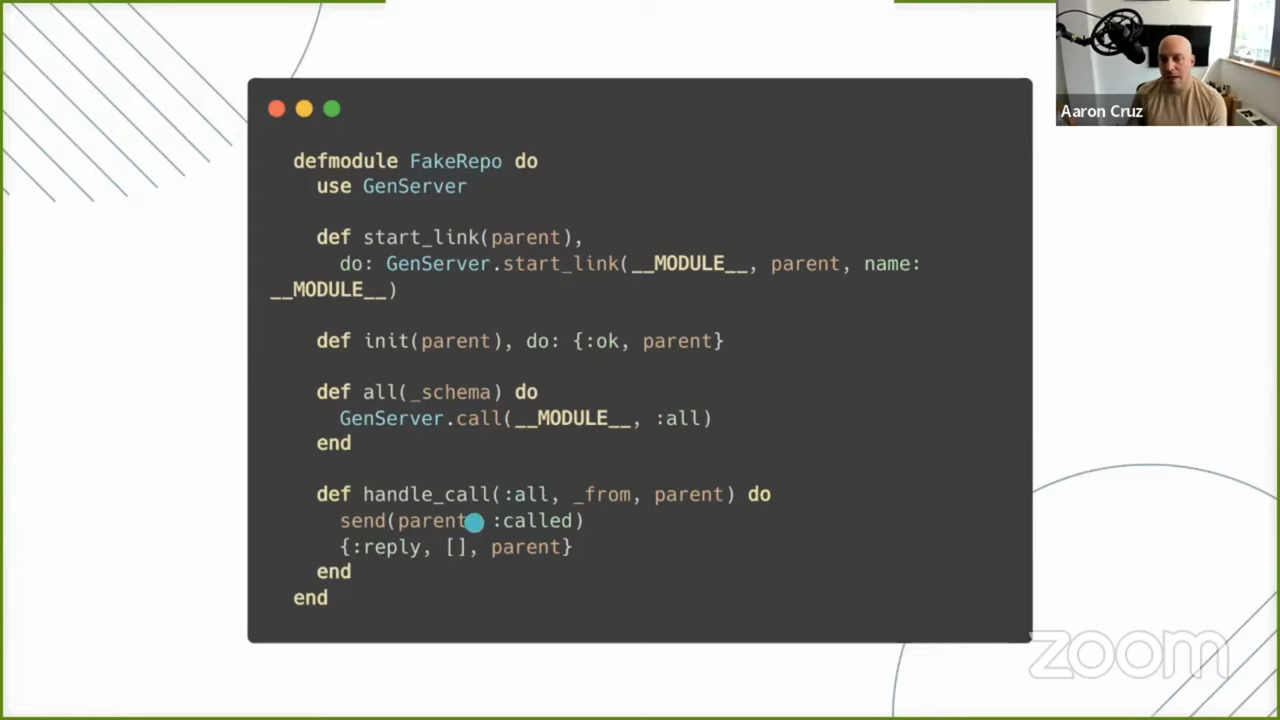 Aaron Cruz
defmodule FakeRepo do
use GenServer
def start_link(parent),
do: GenServer.start_link(__MODULE__, parent, name:
__MODULE__)
def init(parent), do: {:ok, parent}
def all(_schema) do
GenServer.call(__MODULE__, :all)
end
def handle_call(:all, _from, parent) do
send(parent :called)
{:reply, [], parent}
end
end
zoom